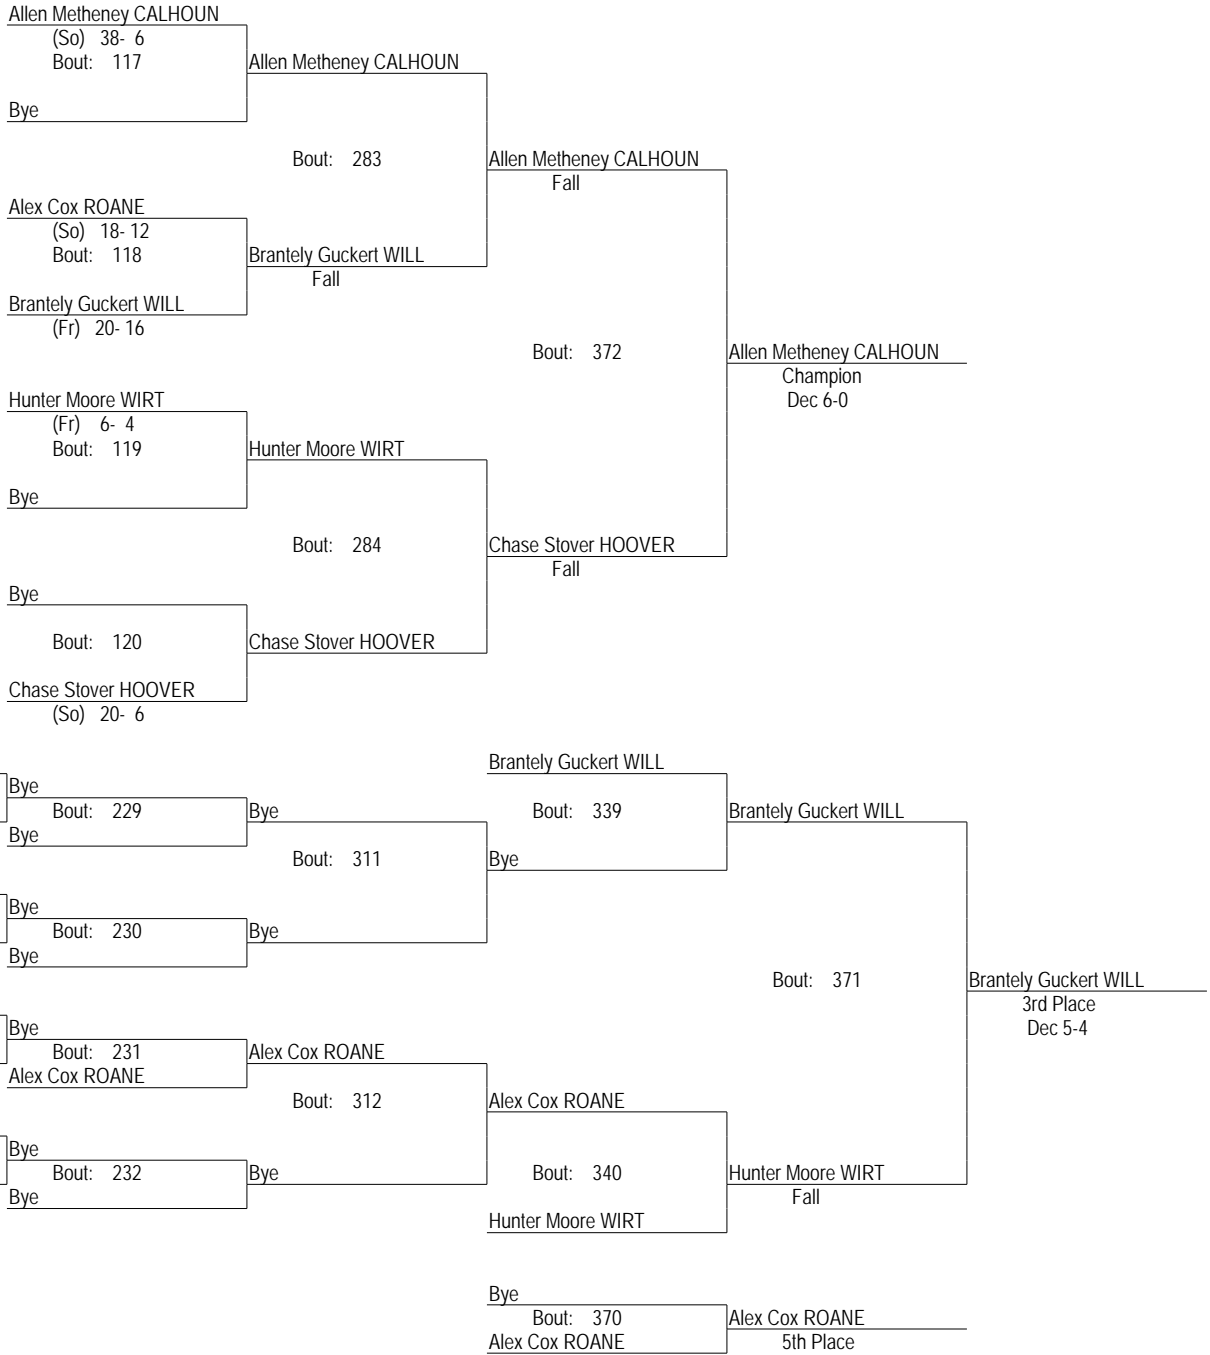 Allen Metheney CALHOUN
(So) 38- 6
Bout: 117
Allen Metheney CALHOUN
Bye
Bout: 283
Allen Metheney CALHOUN
Fall
Alex Cox ROANE
(So) 18- 12
Bout: 118
Brantely Guckert WILL
Fall
Brantely Guckert WILL
(Fr) 20- 16
Bout: 372
Allen Metheney CALHOUN
Champion
Dec 6-0
Hunter Moore WIRT
(Fr) 6- 4
Bout: 119
Hunter Moore WIRT
Bye
Bout: 284
Chase Stover HOOVER
Fall
Bye
Bout: 120
Chase Stover HOOVER
Chase Stover HOOVER
(So) 20- 6
Brantely Guckert WILL
Bye
Bout: 229
Bye
Bout: 339
Brantely Guckert WILL
Bye
Bout: 311
Bye
Bye
Bout: 230
Bye
Bye
Bout: 371
Brantely Guckert WILL
3rd Place
Dec 5-4
Bye
Bout: 231
Alex Cox ROANE
Alex Cox ROANE
Bout: 312
Alex Cox ROANE
Bye
Bout: 232
Bye
Bout: 340
Hunter Moore WIRT
Bye
Fall
Hunter Moore WIRT
Bye
Bout: 370
Alex Cox ROANE
Alex Cox ROANE
5th Place